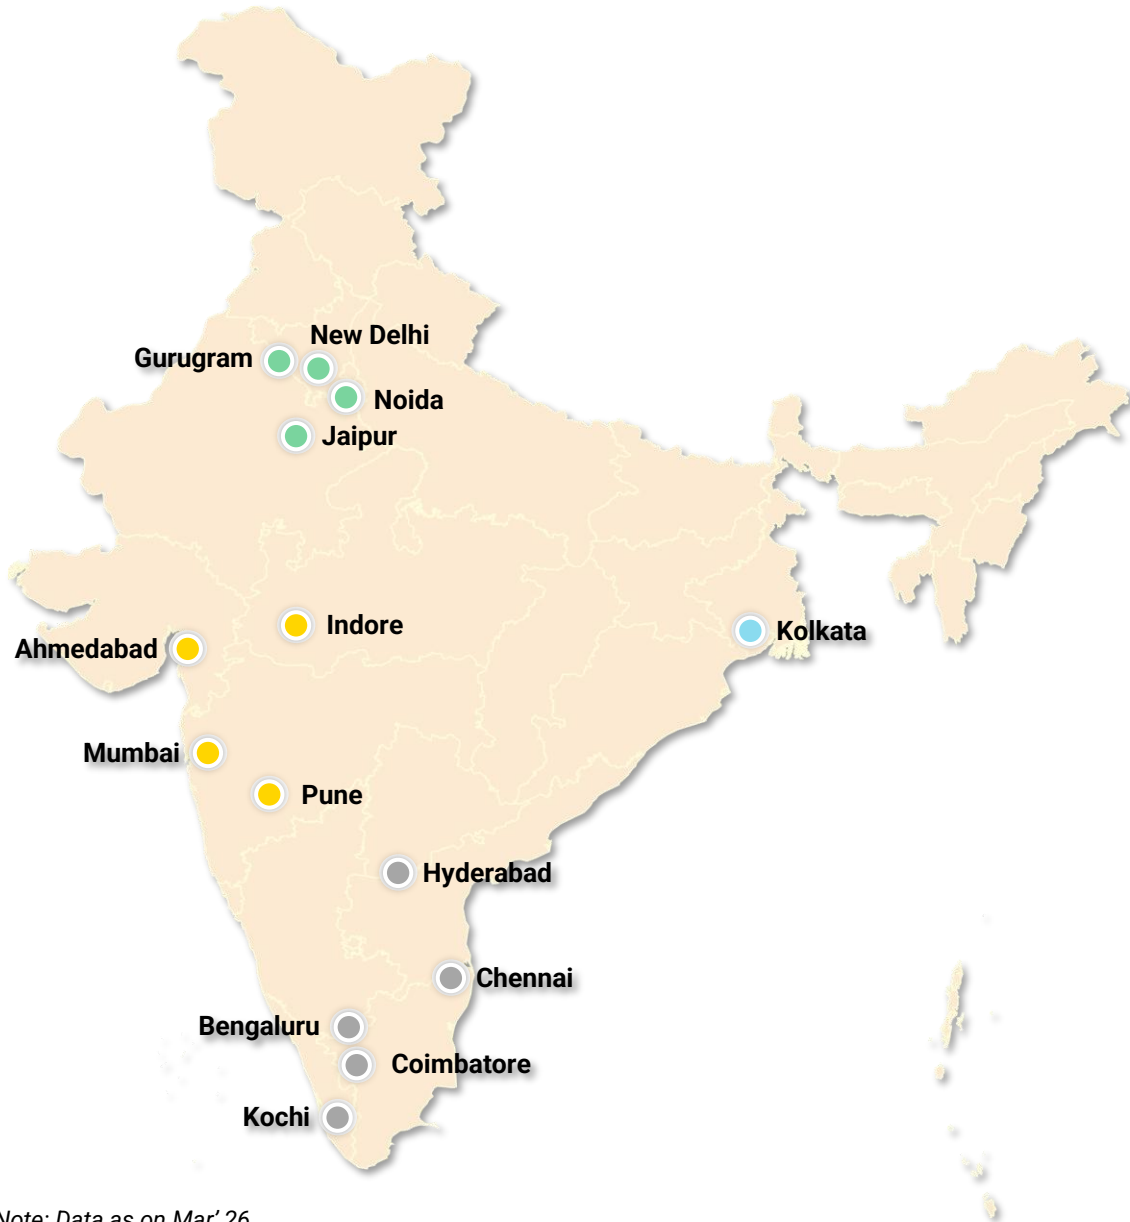 New Delhi
Gurugram
Noida
Jaipur
Indore
Kolkata
Ahmedabad
Mumbai
Pune
Hyderabad
Chennai
Bengaluru
Coimbatore
Kochi
Note: Data as on Mar' 26